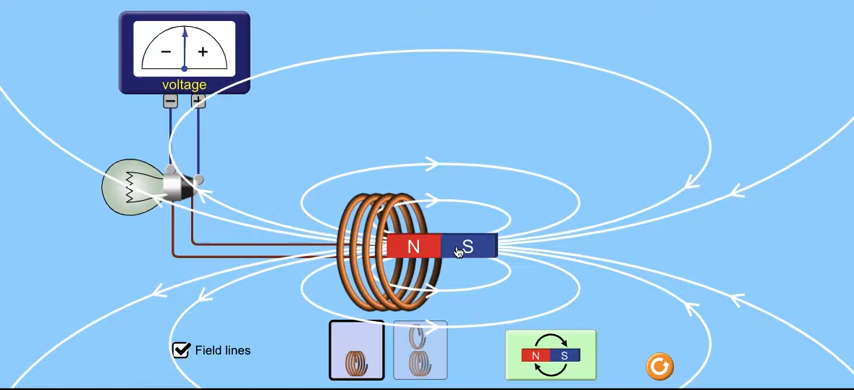 − +
voltage
− +
N S
Field lines
N S